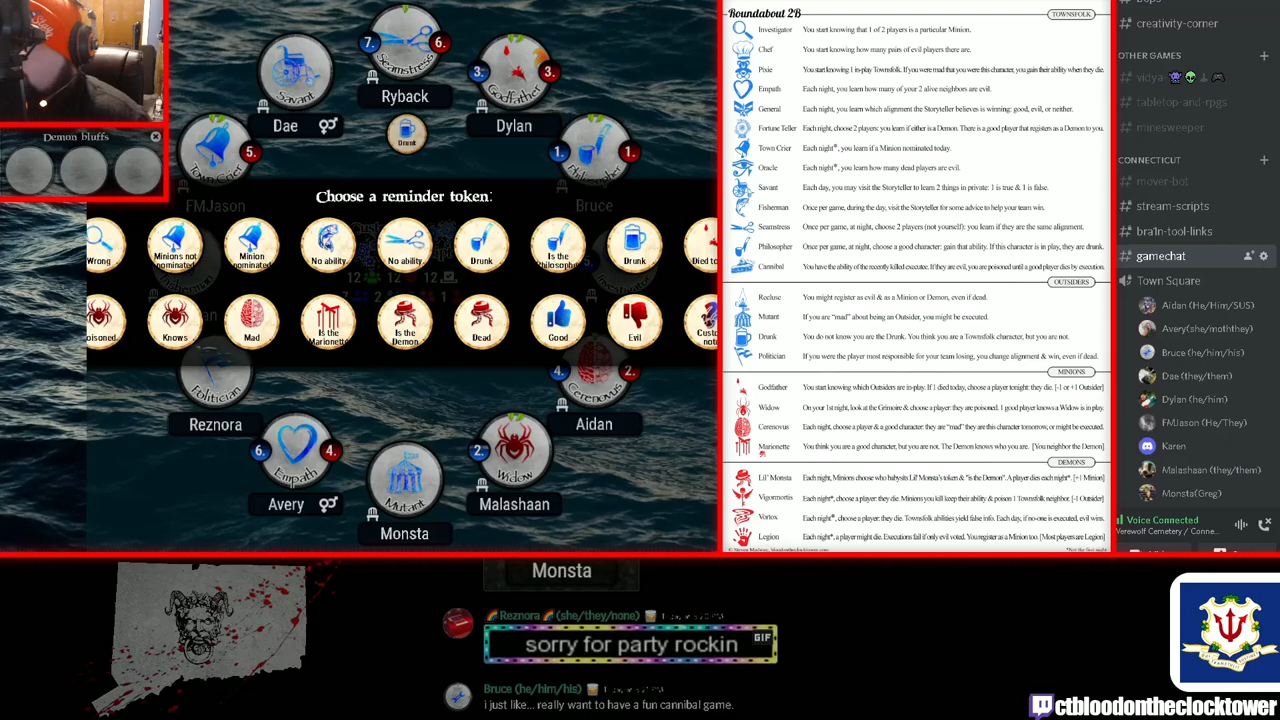 Demon bluffs
Savant
Dae
Seamstress
7.
6.
Ryback
Godfather
3.
3.
Dylan
Drunk
Town Crier
5.
FMJason
Philosopher
1.
1.
Bruce
Choose a reminder token:
Wrong
Minions not nominated
Minion nominated
No ability
No ability
Drunk
Is the Philosopher
Drunk
Died to
12
12
12
Poisoned
Knows
Mad
Is the Marionette
Is the Demon
Dead
Good
Evil
Politician
Reznora
Cerenovus
4.
2.
Aidan
Empath
6.
4.
Avery
Mutant
Monsta
Widow
2.
Malashaan
Roundabout 2B
TOWNSFOLK
Investigator You start knowing that 1 of 2 players is a particular Minion.
Chef You start knowing how many pairs of evil players there are.
Pixie You start knowing 1 in-play Townsfolk. If you were mad that you were this character, you gain their ability when they die.
Empath Each night, you learn how many of your 2 alive neighbors are evil.
General Each night, you learn which alignment the Storyteller believes is winning: good, evil, or neither.
Fortune Teller Each night, choose 2 players: you learn if either is a Demon. There is a good player that registers as a Demon to you.
Town Crier Each night*, you learn if a Minion nominated today.
Oracle Each night*, you learn how many dead players are evil.
Savant Each day, you may visit the Storyteller to learn 2 things in private: 1 is true & 1 is false.
Fisherman Once per game, during the day, visit the Storyteller for some advice to help your team win.
Seamstress Once per game, at night, choose 2 players (not yourself): you learn if they are the same alignment.
Philosopher Once per game, at night, choose a good character: gain that ability. If this character is in play, they are drunk.
Cannibal You have the ability of the recently killed executee. If they are evil, you are poisoned until a good player dies by execution.
OUTSIDERS
Recluse You might register as evil & as a Minion or Demon, even if dead.
Mutant If you are "mad" about being an Outsider, you might be executed.
Drunk You do not know you are the Drunk. You think you are a Townsfolk character, but you are not.
Politician If you were the player most responsible for your team losing, you change alignment & win, even if dead.
MINIONS
Godfather You start knowing which Outsiders are in-play. If 1 died today, choose a player tonight: they die. [-1 or +1 Outsider]
Widow On your 1st night, look at the Grimoire & choose a player: they are poisoned. 1 good player knows a Widow is in play.
Cerenovus Each night, choose a player & a good character: they are "mad" they are this character tomorrow, or might be executed.
Marionette You think you are a good character, but you are not. The Demon knows who you are. [You neighbor the Demon]
DEMONS
Lil' Monsta Each night, Minions choose who babysits Lil' Monsta's token & "is the Demon". A player dies each night*. [+1 Minion]
Vigormortis Each night*, choose a player: they die. Minions you kill keep their ability & poison 1 Townsfolk neighbor. [-1 Outsider]
Vortox Each night*, choose a player: they die. Townsfolk abilities yield false info. Each day, if no-one is executed, evil wins.
Legion Each night*, a player might die. Executions fail if only evil voted. You register as a Minion too. [Most players are Legion]
*Not the first night
# creativity-corner
OTHER GAMES
# vidya
# tabletop-and-rpgs
# minesweeper
CONNECTICUT
# mover-bot
# stream-scripts
# bra1n-tool-links
# gamechat
Town Square
Aidan (He/Him/SUS)
Avery(she/mothey)
Bruce (he/him/his)
Dae (they/them)
Dylan (he/him)
FMJason (He/They)
Karen
Malashaan (they/them)
Monsta(Greg)
Voice Connected
Werewolf Cemetery / Conne...
Monsta
Reznora (she/they/none)
sorry for party rockin
GIF
Bruce (he/him/his)
i just like... really want to have a fun cannibal game.
ctbloodontheclocktower